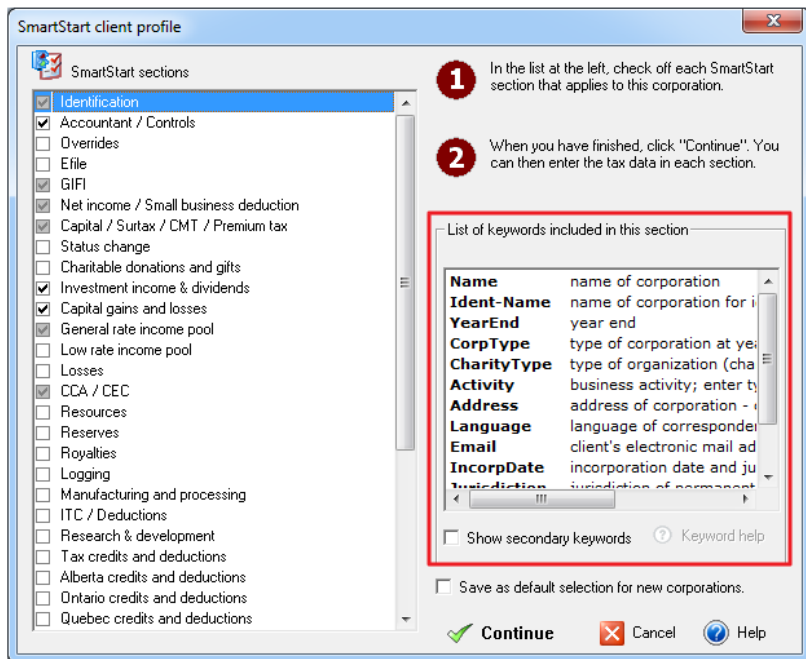 SmartStart client profile
SmartStart sections
Identification
Accountant / Controls
Overrides
Efile
GIFI
Net income / Small business deduction
Capital / Surtax / CMT / Premium tax
Status change
Charitable donations and gifts
Investment income & dividends
Capital gains and losses
General rate income pool
Low rate income pool
Losses
CCA / CEC
Resources
Reserves
Royalties
Logging
Manufacturing and processing
ITC / Deductions
Research & development
Tax credits and deductions
Alberta credits and deductions
Ontario credits and deductions
Quebec credits and deductions
1 In the list at the left, check off each SmartStart
section that applies to this corporation.
2 When you have finished, click "Continue". You
can then enter the tax data in each section.
List of keywords included in this section
Name name of corporation
Ident-Name name of corporation for
YearEnd year end
CorpType type of corporation at
CharityType type of organization (cha
Activity business activity; enter
Address address of corporation -
Language language of corresponde
Email client's electronic mail ad
IncorpDate incorporation date and ju
Jurisdiction jurisdiction of permanent
Show secondary keywords ? Keyword help
Save as default selection for new corporations.
Continue Cancel ? Help